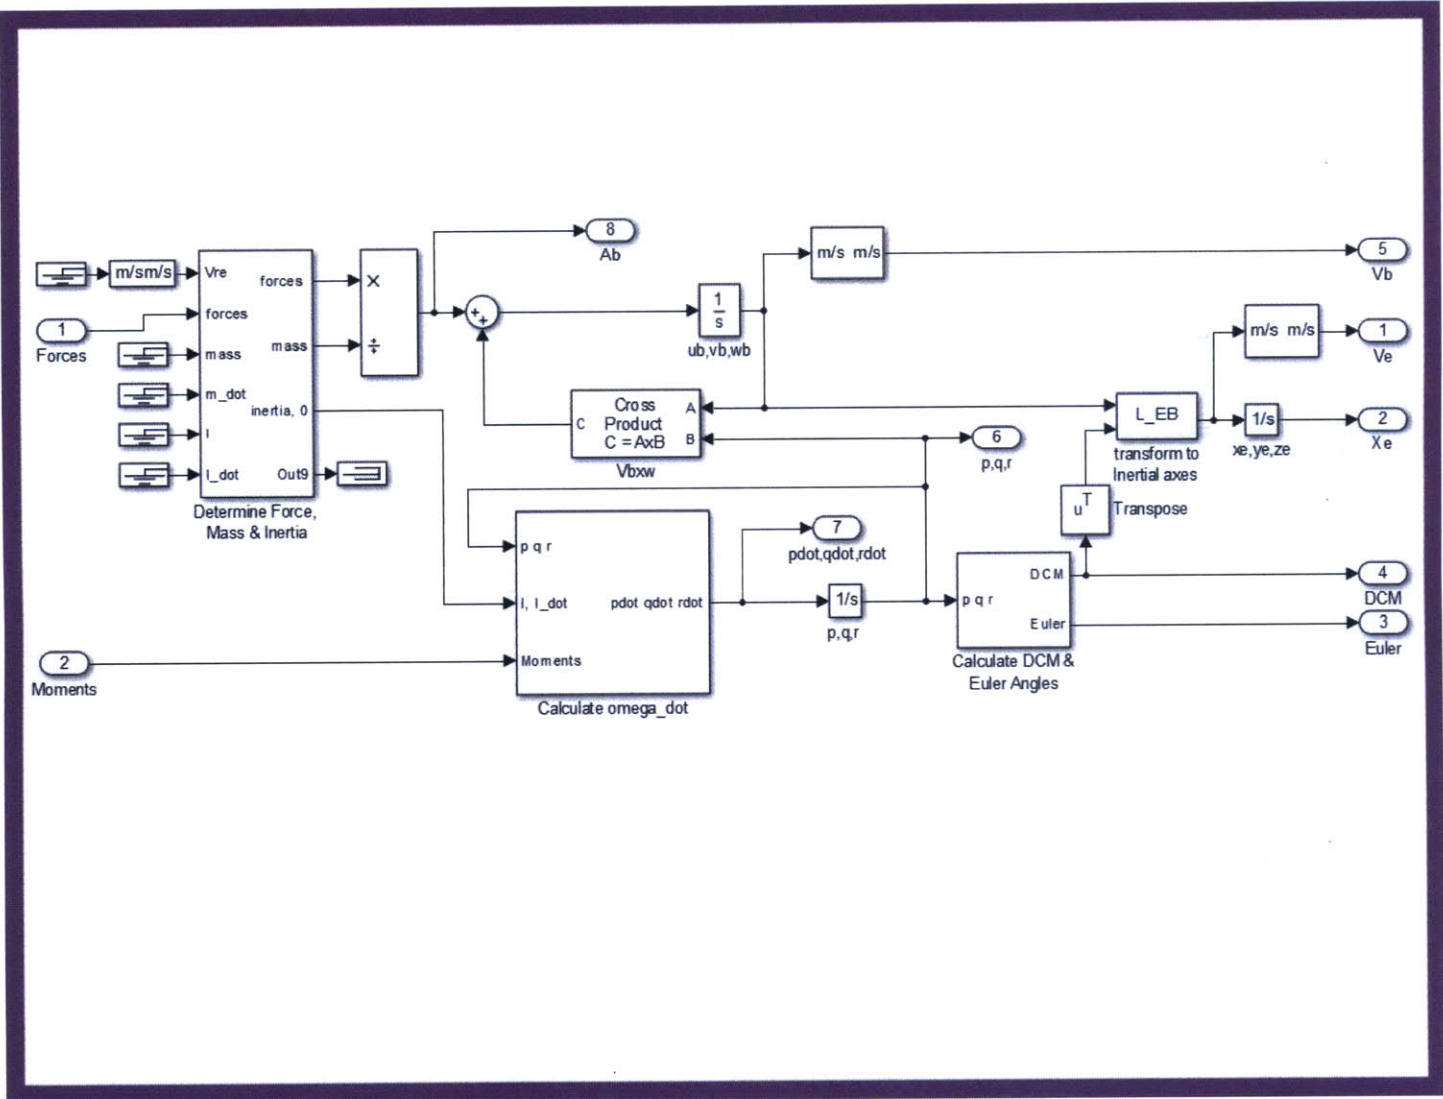 8
Ab
m/s m/s
5
Vb
m/sm/s
Vre
forces
×
1
Forces
forces
mass
mass
÷
+
+
1
s
ub,vb,wb
m/s m/s
1
Ve
m_dot
inertia, 0
I
I_dot
Out9
Determine Force,
Mass & Inertia
C
Cross
Product
C = AxB
A
B
Vbxw
6
p,q,r
L_EB
transform to
Inertial axes
1/s
xe,ye,ze
2
Xe
uT
Transpose
p q r
I, I_dot
Moments
pdot qdot rdot
Calculate omega_dot
7
pdot,qdot,rdot
1/s
p,q,r
p q r
DCM
Euler
Calculate DCM &
Euler Angles
4
DCM
3
Euler
2
Moments